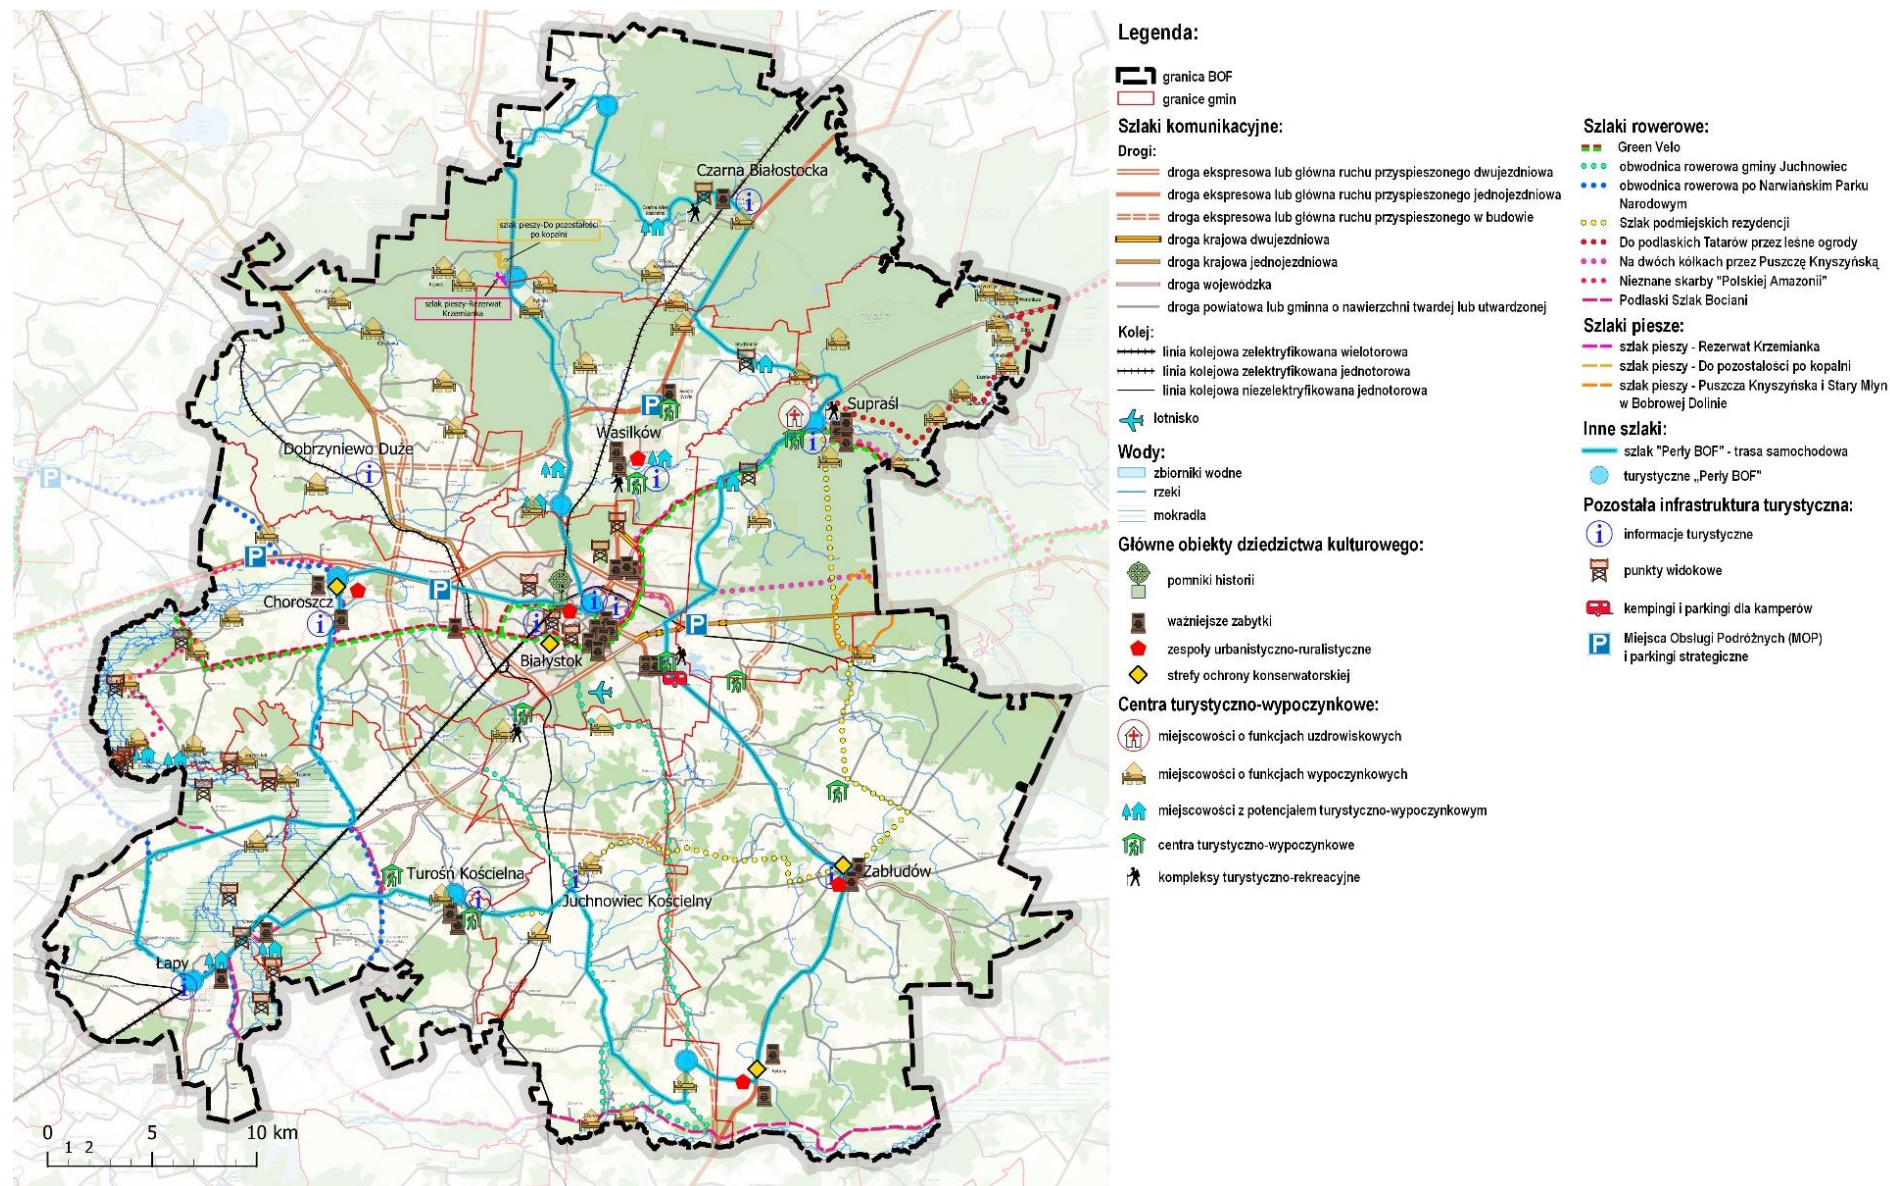 Czarna Białostocka
szlak pieszy-Do pozostałości
po kopalni
szlak pieszy-Rezerwat
Krzemianka
Supraśl
Wasilków
Dobrzyniewo Duże
Choroszcz
Białystok
Turośń Kościelna
Juchnowiec Kościelny
Zabłudów
Łapy
0 5 10 km
1 2
Legenda:
granica BOF
granice gmin
Szlaki komunikacyjne:
Drogi:
droga ekspresowa lub główna ruchu przyspieszonego dwujezdniowa
droga ekspresowa lub główna ruchu przyspieszonego jednojezdniowa
droga ekspresowa lub główna ruchu przyspieszonego w budowie
droga krajowa dwujezdniowa
droga krajowa jednojezdniowa
droga wojewódzka
droga powiatowa lub gminna o nawierzchni twardej lub utwardzonej
Kolej:
linia kolejowa zelektryfikowana wielotorowa
linia kolejowa zelektryfikowana jednotorowa
linia kolejowa niezelektryfikowana jednotorowa
lotnisko
Wody:
zbiorniki wodne
rzeki
mokradła
Główne obiekty dziedzictwa kulturowego:
pomniki historii
ważniejsze zabytki
zespoły urbanistyczno-ruralistyczne
strefy ochrony konserwatorskiej
Centra turystyczno-wypoczynkowe:
miejscowości o funkcjach uzdrowiskowych
miejscowości o funkcjach wypoczynkowych
miejscowości z potencjałem turystyczno-wypoczynkowym
centra turystyczno-wypoczynkowe
kompleksy turystyczno-rekreacyjne
Szlaki rowerowe:
Green Velo
obwodnica rowerowa gminy Juchnowiec
obwodnica rowerowa po Narwiańskim Parku
Narodowym
Szlak podmiejskich rezydencji
Do podlaskich Tatarów przez leśne ogrody
Na dwóch kółkach przez Puszczę Knyszyńską
Nieznane skarby "Polskiej Amazonii"
Podlaski Szlak Bociani
Szlaki piesze:
szlak pieszy - Rezerwat Krzemianka
szlak pieszy - Do pozostałości po kopalni
szlak pieszy - Puszcza Knyszyńska i Stary Młyn
w Bobrowej Dolinie
Inne szlaki:
szlak "Perły BOF" - trasa samochodowa
turystyczne „Perły BOF"
Pozostała infrastruktura turystyczna:
informacje turystyczne
punkty widokowe
kempingi i parkingi dla kamperów
Miejsca Obsługi Podróżnych (MOP)
i parkingi strategiczne